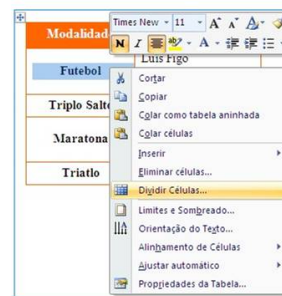 Times New 11 A A A
Modalidad
N I A
Luís Figo
Futebol
Cortar
Copiar
Triplo Salto
Colar como tabela aninhada
Colar células
Maratona
Inserir
Eliminar células...
Triatlo
Dividir Células...
Limites e Sombreado...
Orientação do Texto...
Alinhamento de Células
Ajustar automático
Propriedades da Tabela...